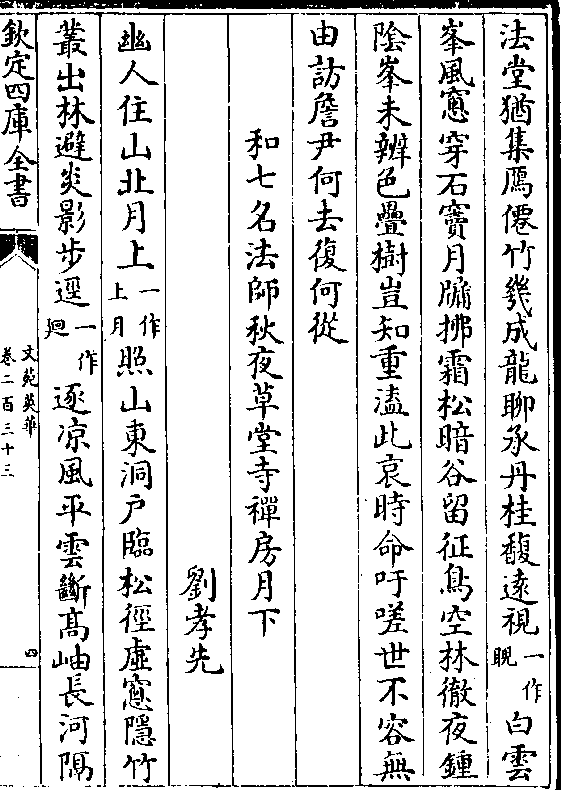 法堂猶集鴈僊竹幾成龍聊承丹桂馥遠視一作睨白雲
峯風窻穿石竇月牖拂霜松暗谷留征鳥空林徹夜鍾
陰峯未辨色疊樹豈知重溘此哀時命吁嗟世不容無
由訪詹尹何去復何從
和七名法師秋夜草堂寺禪房月下
劉孝先
幽人住山北月上一作上月照山東洞戶臨松徑虛窻隱竹
叢出林避炎影步逕一作廻逐凉風平雲斷髙岫長河隔
欽定四庫全書
文苑英華
卷二百三十三
四